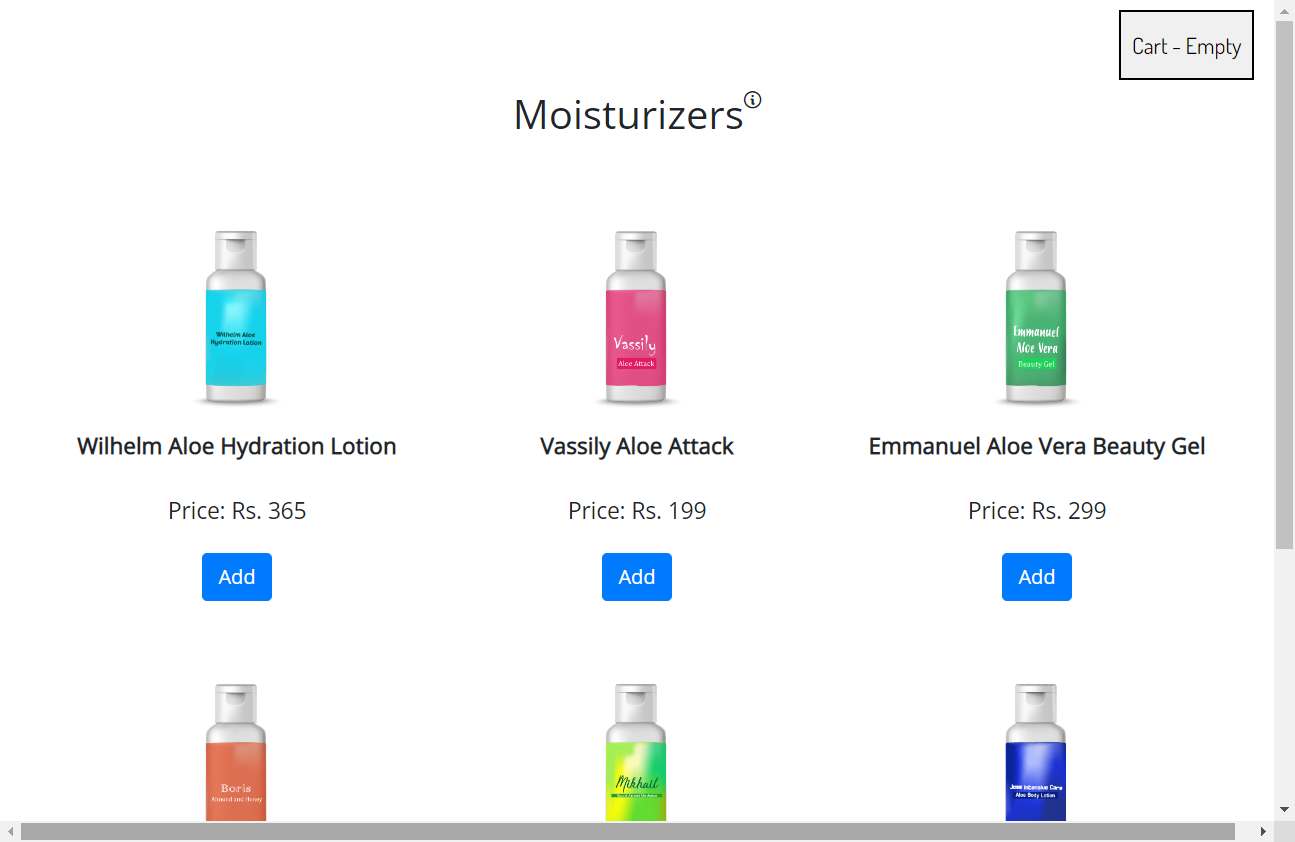 Cart - Empty
Moisturizers
Wilhelm Aloe
Hydration Lotion
Vassily
Aloe Attack
Emmanuel
Aloe Vera
Beauty Gel
Wilhelm Aloe Hydration Lotion
Vassily Aloe Attack
Emmanuel Aloe Vera Beauty Gel
Price: Rs. 365
Price: Rs. 199
Price: Rs. 299
Add
Add
Add
Boris
Almond and Honey
Mikhail
Jose Intensive Care
Aloe Body Lotion